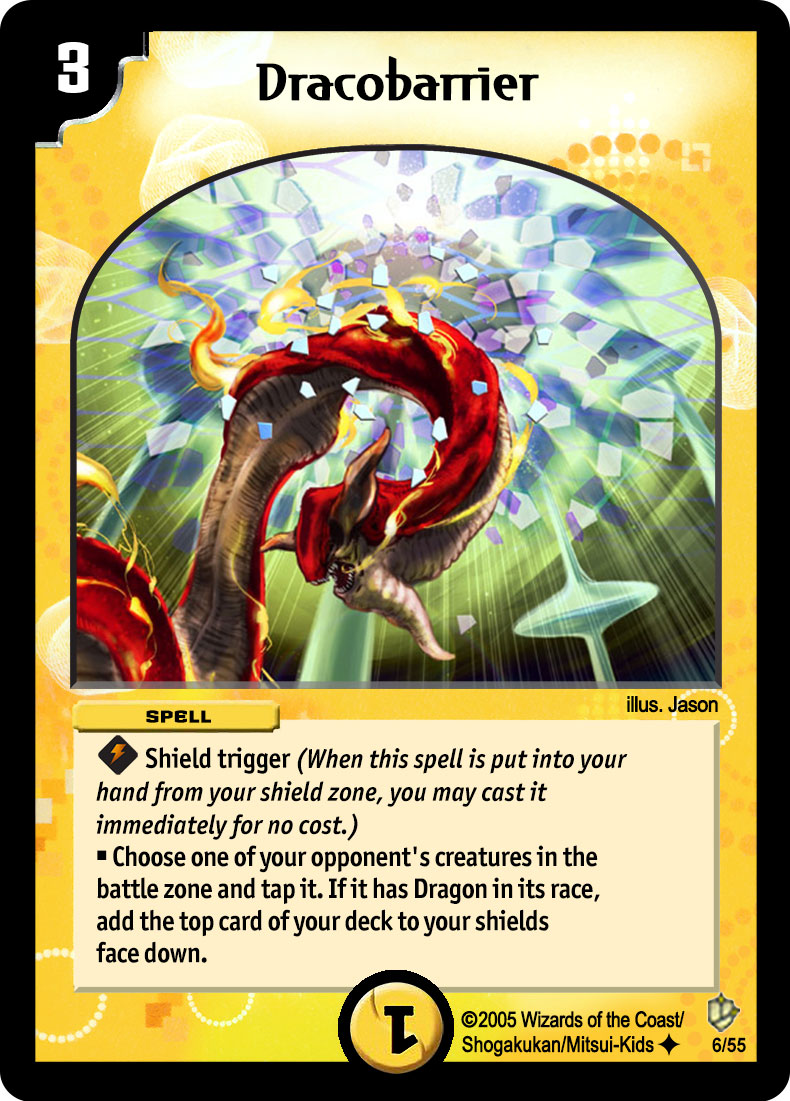 3
Dracobarrier
illus. Jason
SPELL
Shield trigger (When this spell is put into your
hand from your shield zone, you may cast it
immediately for no cost.)
▪ Choose one of your opponent's creatures in the
battle zone and tap it. If it has Dragon in its race,
add the top card of your deck to your shields
face down.
1
©2005 Wizards of the Coast/
Shogakukan/Mitsui-Kids ✦ 6/55